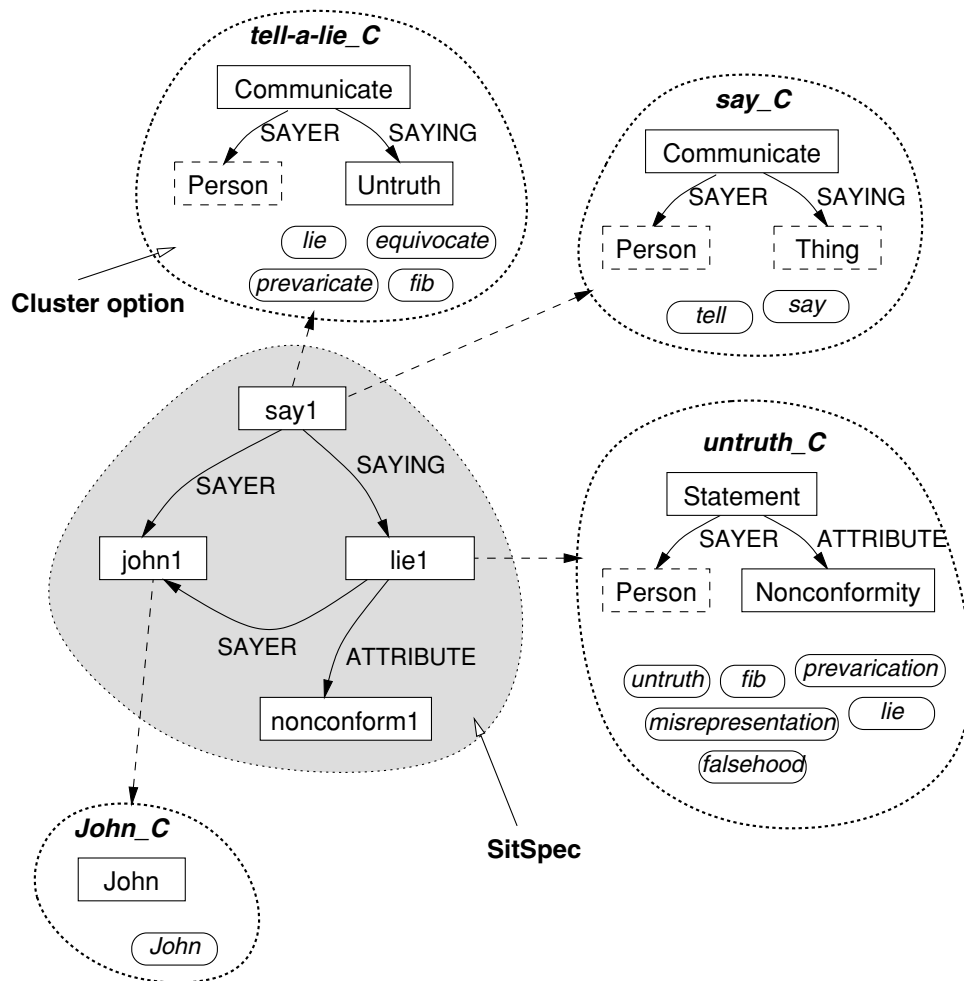 tell-a-lie_C
Communicate
SAYER SAYING
Person Untruth
lie equivocate
prevaricate fib
Cluster option
say_C
Communicate
SAYER SAYING
Person Thing
tell say
say1
SAYER SAYING
john1 lie1
SAYER ATTRIBUTE
nonconform1
SitSpec
untruth_C
Statement
SAYER ATTRIBUTE
Person Nonconformity
untruth fib prevarication
misrepresentation lie
falsehood
John_C
John
John